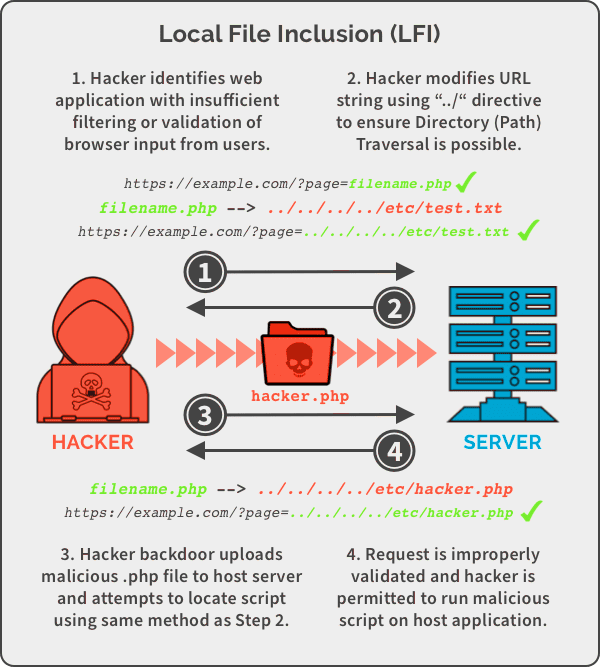 Local File Inclusion (LFI)
1. Hacker identifies web
application with insufficient
filtering or validation of
browser input from users.
2. Hacker modifies URL
string using “../“ directive
to ensure Directory (Path)
Traversal is possible.
https://example.com/?page=filename.php
filename.php --> ../../../../etc/test.txt
https://example.com/?page=../../../../etc/test.txt
1
2
hacker.php
3
4
HACKER
SERVER
filename.php --> ../../../../etc/hacker.php
https://example.com/?page=../../../../etc/hacker.php
3. Hacker backdoor uploads
malicious .php file to host server
and attempts to locate script
using same method as Step 2.
4. Request is improperly
validated and hacker is
permitted to run malicious
script on host application.